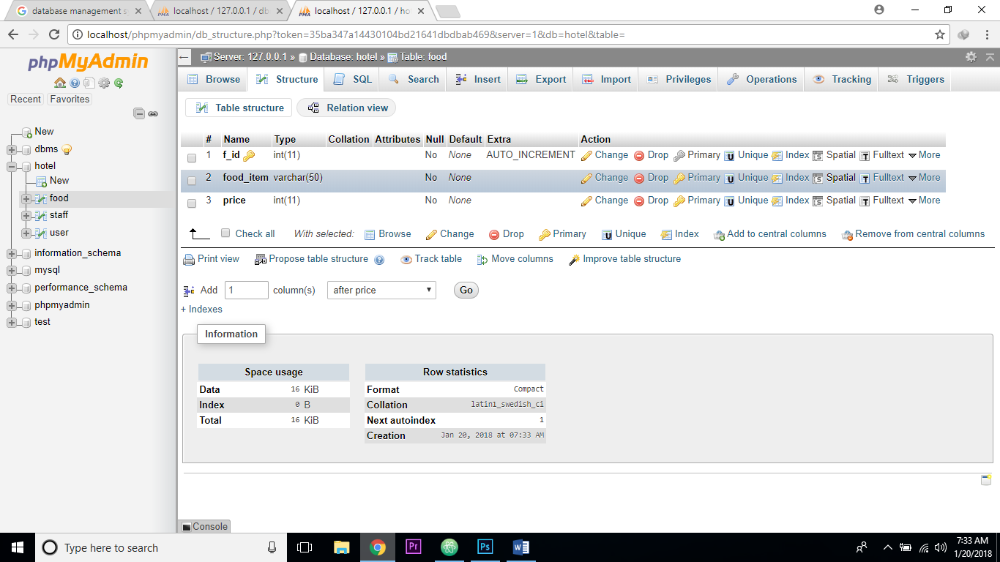 database management s
localhost / 127.0.0.1 / db
localhost / 127.0.0.1 / ho
localhost/phpmyadmin/db_structure.php?token=35ba347a14430104bd21641dbdbab469&server=1&db=hotel&table=
phpMyAdmin
Recent Favorites
New
dbms
hotel
New
food
staff
user
information_schema
mysql
performance_schema
phpmyadmin
test
Server: 127.0.0.1 » Database: hotel » Table: food
Browse Structure SQL Search Insert Export Import Privileges Operations Tracking Triggers
Table structure Relation view
# Name Type Collation Attributes Null Default Extra Action
1 f_id int(11) No None AUTO_INCREMENT Change Drop Primary Unique Index Spatial Fulltext More
2 food_item varchar(50) No None Change Drop Primary Unique Index Spatial Fulltext More
3 price int(11) No None Change Drop Primary Unique Index Spatial Fulltext More
Check all With selected: Browse Change Drop Primary Unique Index Add to central columns Remove from central columns
Print view Propose table structure Track table Move columns Improve table structure
Add 1 column(s) after price Go
+ Indexes
Information
Space usage
Data 16 KiB
Index 0 B
Total 16 KiB
Row statistics
Format Compact
Collation latin1_swedish_ci
Next autoindex 1
Creation Jan 20, 2018 at 07:33 AM
Console
Type here to search
7:33 AM
1/20/2018